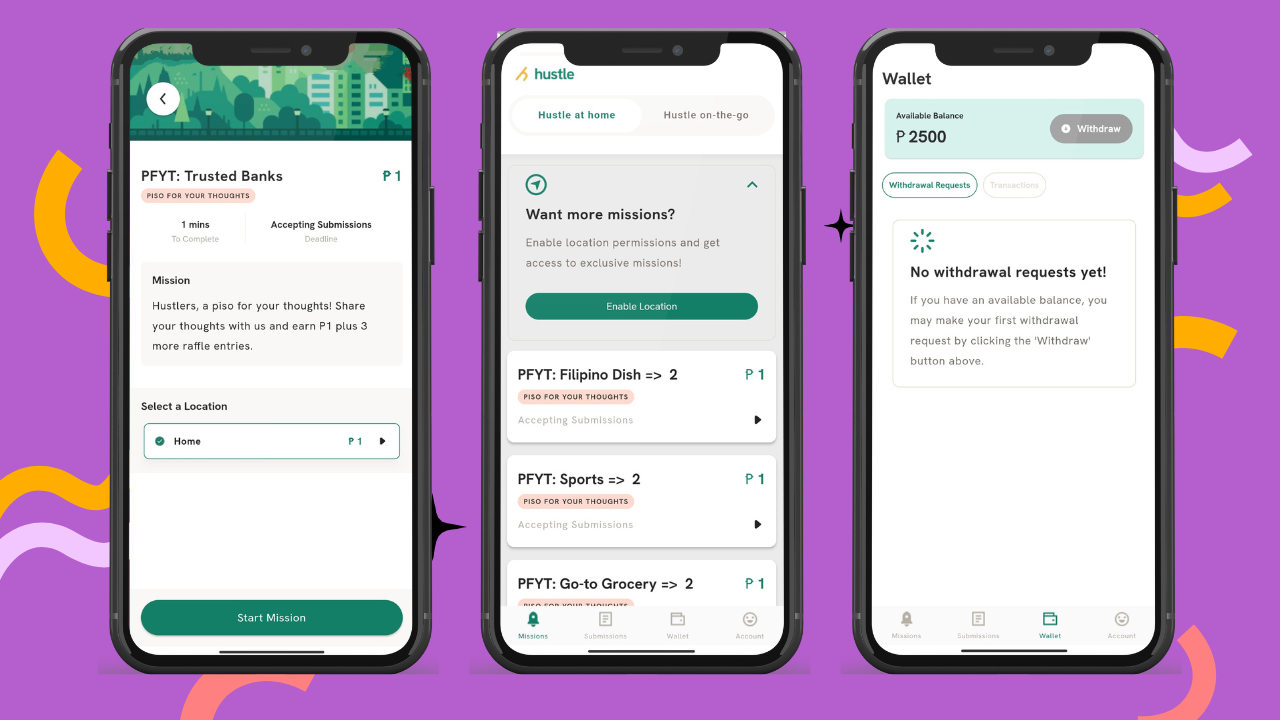 PFYT: Trusted Banks
₱ 1
PISO FOR YOUR THOUGHTS
1 mins
To Complete
Accepting Submissions
Deadline
Mission
Hustlers, a piso for your thoughts! Share
your thoughts with us and earn P1 plus 3
more raffle entries.
Select a Location
Home
₱ 1
Start Mission
hustle
Hustle at home
Hustle on-the-go
Want more missions?
Enable location permissions and get
access to exclusive missions!
Enable Location
PFYT: Filipino Dish => 2
₱ 1
PISO FOR YOUR THOUGHTS
Accepting Submissions
PFYT: Sports => 2
₱ 1
PISO FOR YOUR THOUGHTS
Accepting Submissions
PFYT: Go-to Grocery => 2
₱ 1
PISO FOR YOUR THOUGHTS
Missions
Submissions
Wallet
Account
Wallet
Available Balance
₱ 2500
Withdraw
Withdrawal Requests
Transactions
No withdrawal requests yet!
If you have an available balance, you
may make your first withdrawal
request by clicking the 'Withdraw'
button above.
Missions
Submissions
Wallet
Account